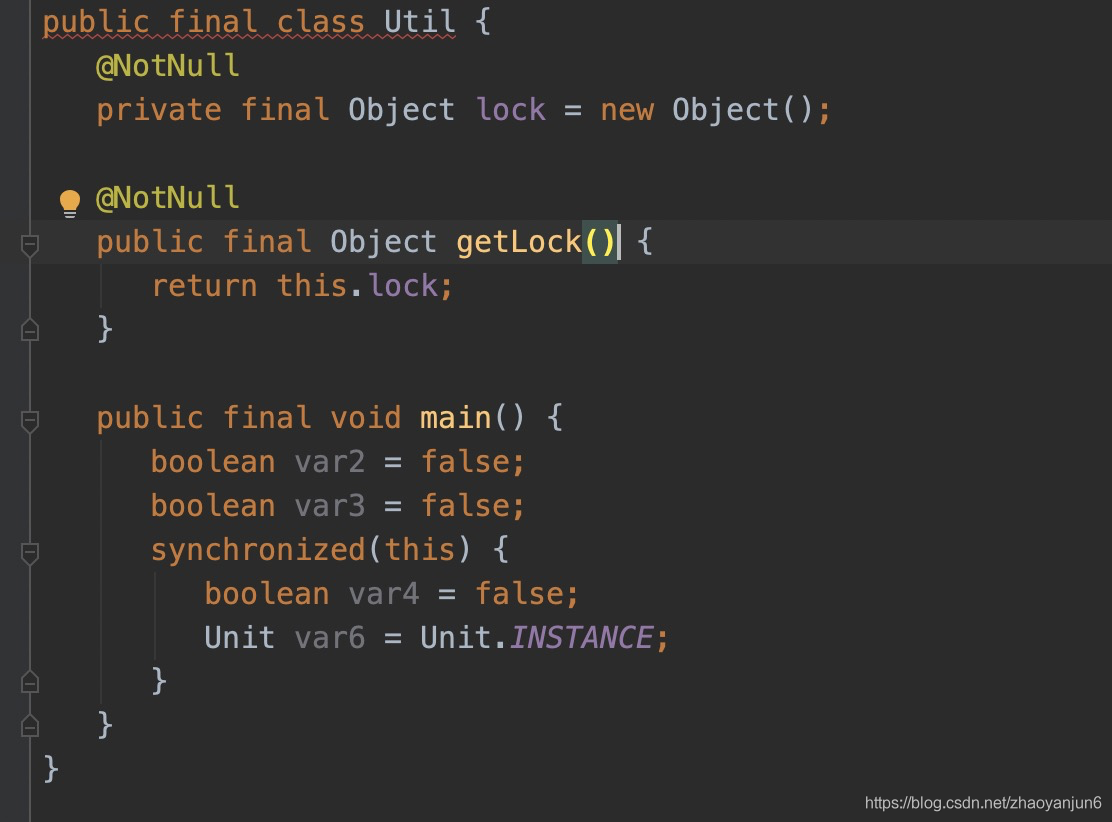 public final class Util {
@NotNull
private final Object lock = new Object();
@NotNull
public final Object getLock() {
return this.lock;
}
public final void main() {
boolean var2 = false;
boolean var3 = false;
synchronized(this) {
boolean var4 = false;
Unit var6 = Unit.INSTANCE;
}
}
}
https://blog.csdn.net/zhaoyanjun6